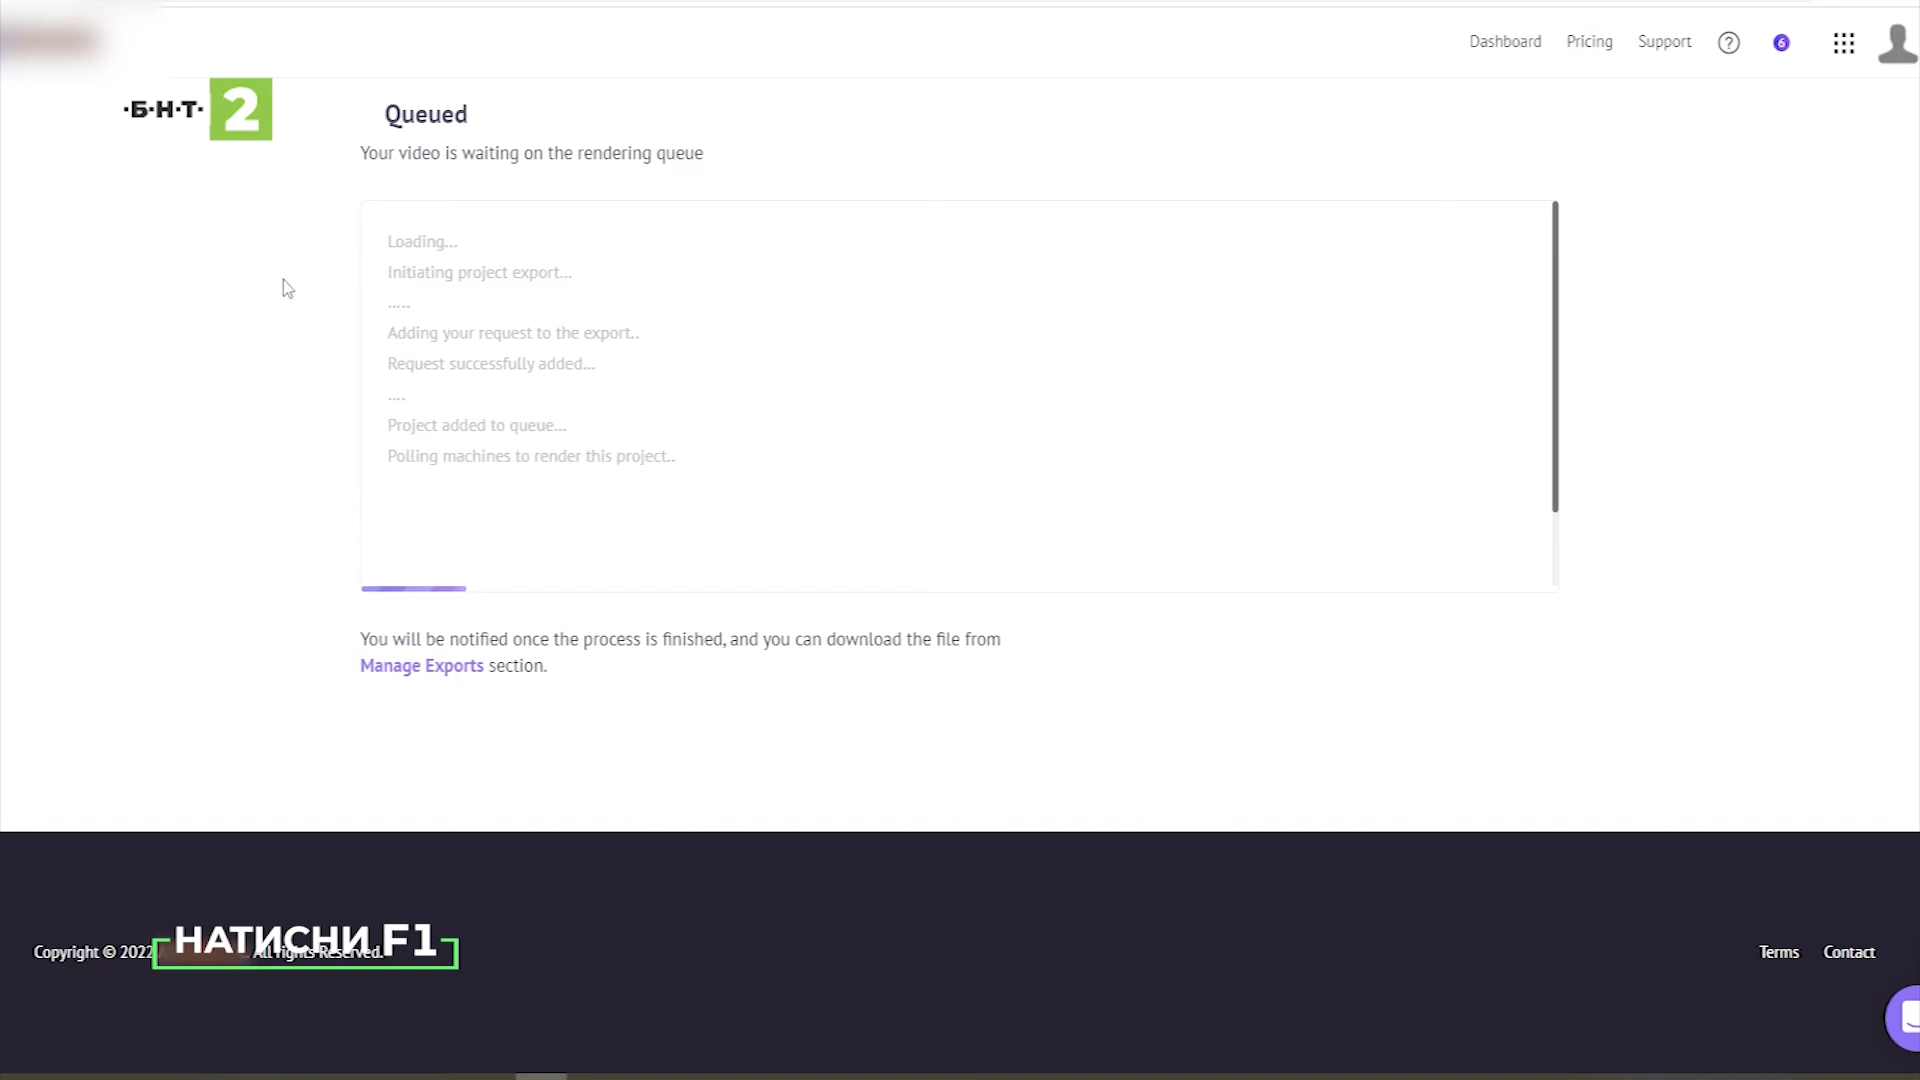 Dashboard Pricing Support ? 6
·Б·Н·Т· 2
Queued
Your video is waiting on the rendering queue
Loading...
Initiating project export...
.....
Adding your request to the export..
Request successfully added...
....
Project added to queue...
Polling machines to render this project..
You will be notified once the process is finished, and you can download the file from
Manage Exports section.
Copyright © 2022 All rights Reserved.
НАТИСНИ F1
Terms Contact